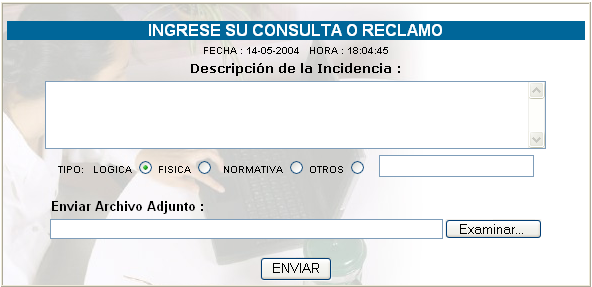 INGRESE SU CONSULTA O RECLAMO
FECHA : 14-05-2004 HORA : 18:04:45
Descripción de la Incidencia :
TIPO: LOGICA FISICA NORMATIVA OTROS
Enviar Archivo Adjunto :
Examinar...
ENVIAR